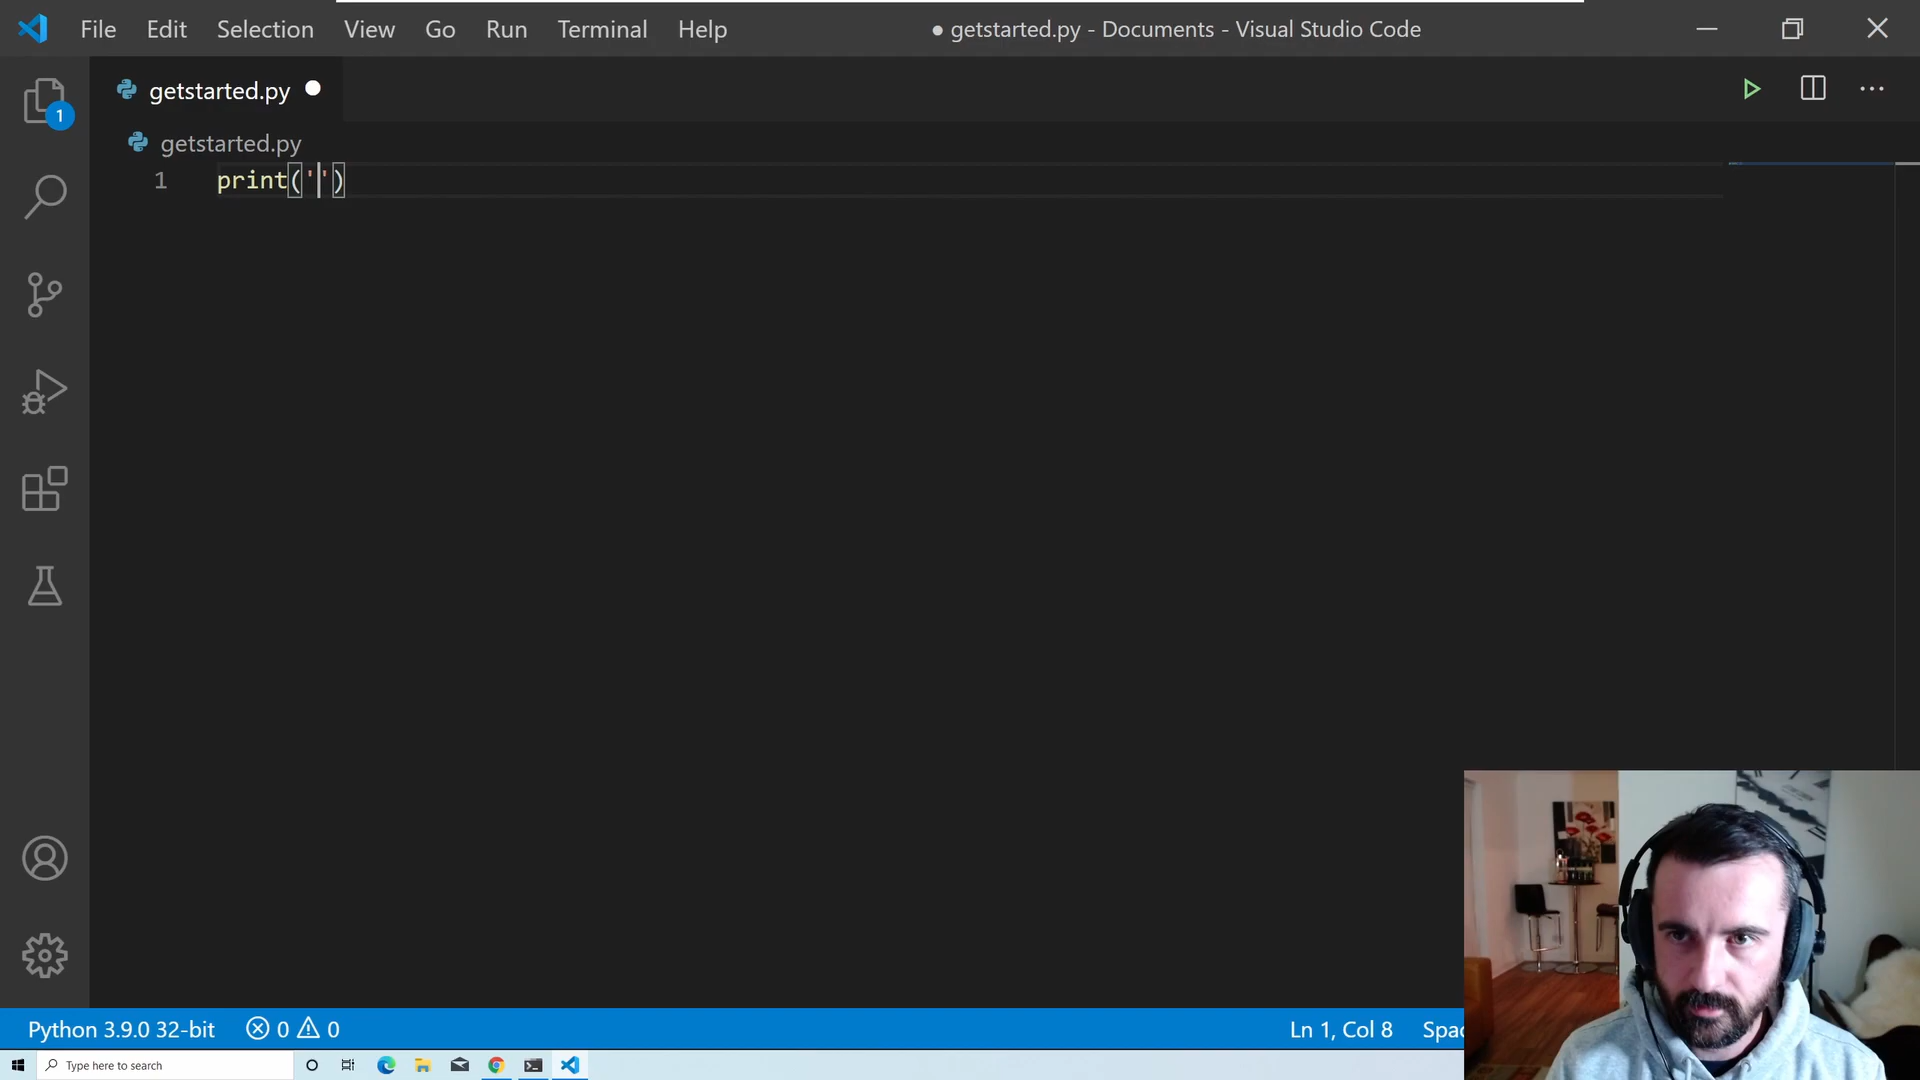 File Edit Selection View Go Run Terminal Help
● getstarted.py - Documents - Visual Studio Code
getstarted.py
1
getstarted.py
1 print('')
Python 3.9.0 32-bit 0 0
Ln 1, Col 8 Spac
Type here to search